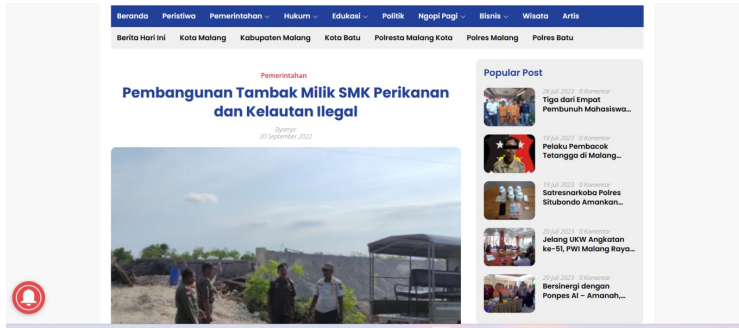 Beranda Peristiwa Pemerintahan Hukum Edukasi Politik Ngopi Pagi Bisnis Wisata Artis
Berita Hari Ini Kota Malang Kabupaten Malang Kota Batu Polresta Malang Kota Polres Malang Polres Batu
Pemerintahan
Pembangunan Tambak Milik SMK Perikanan
dan Kelautan Ilegal
Dyampr
20 September 2022
Popular Post
26 Juli 2023 0 Komentar
Tiga dari Empat
Pembunuh Mahasiswa...
19 Juli 2023 0 Komentar
Pelaku Pembacok
Tetangga di Malang...
19 Juli 2023 0 Komentar
Satresnarkoba Polres
Situbondo Amankan...
20 Juli 2023 0 Komentar
Jelang UKW Angkatan
ke-51, PWI Malang Raya...
20 Juli 2023 0 Komentar
Bersinergi dengan
Ponpes Al – Amanah,...